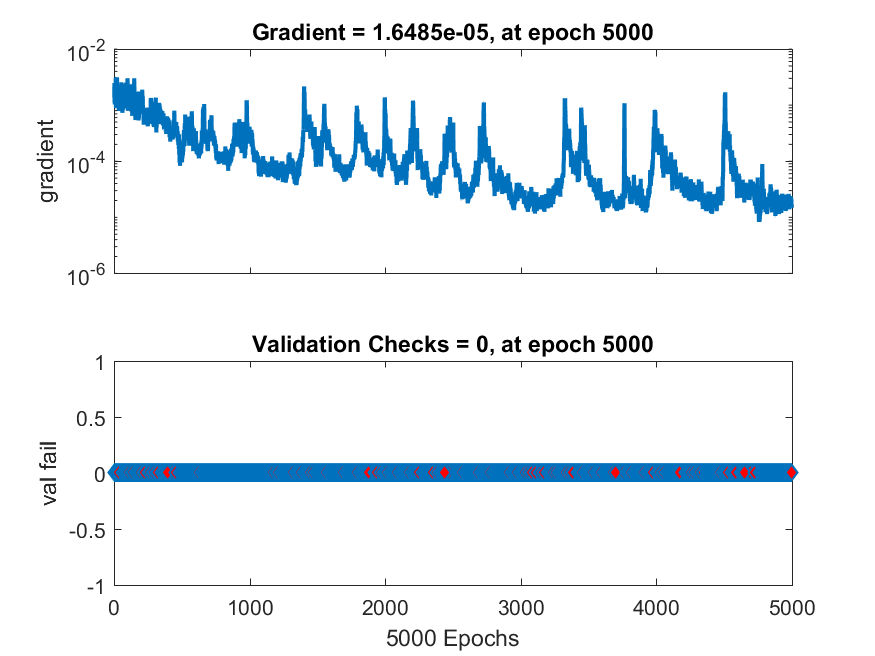 Gradient = 1.6485e-05, at epoch 5000
10-2
10-4
10-6
gradient
Validation Checks = 0, at epoch 5000
1
0.5
0
-0.5
-1
val fail
0 1000 2000 3000 4000 5000
5000 Epochs